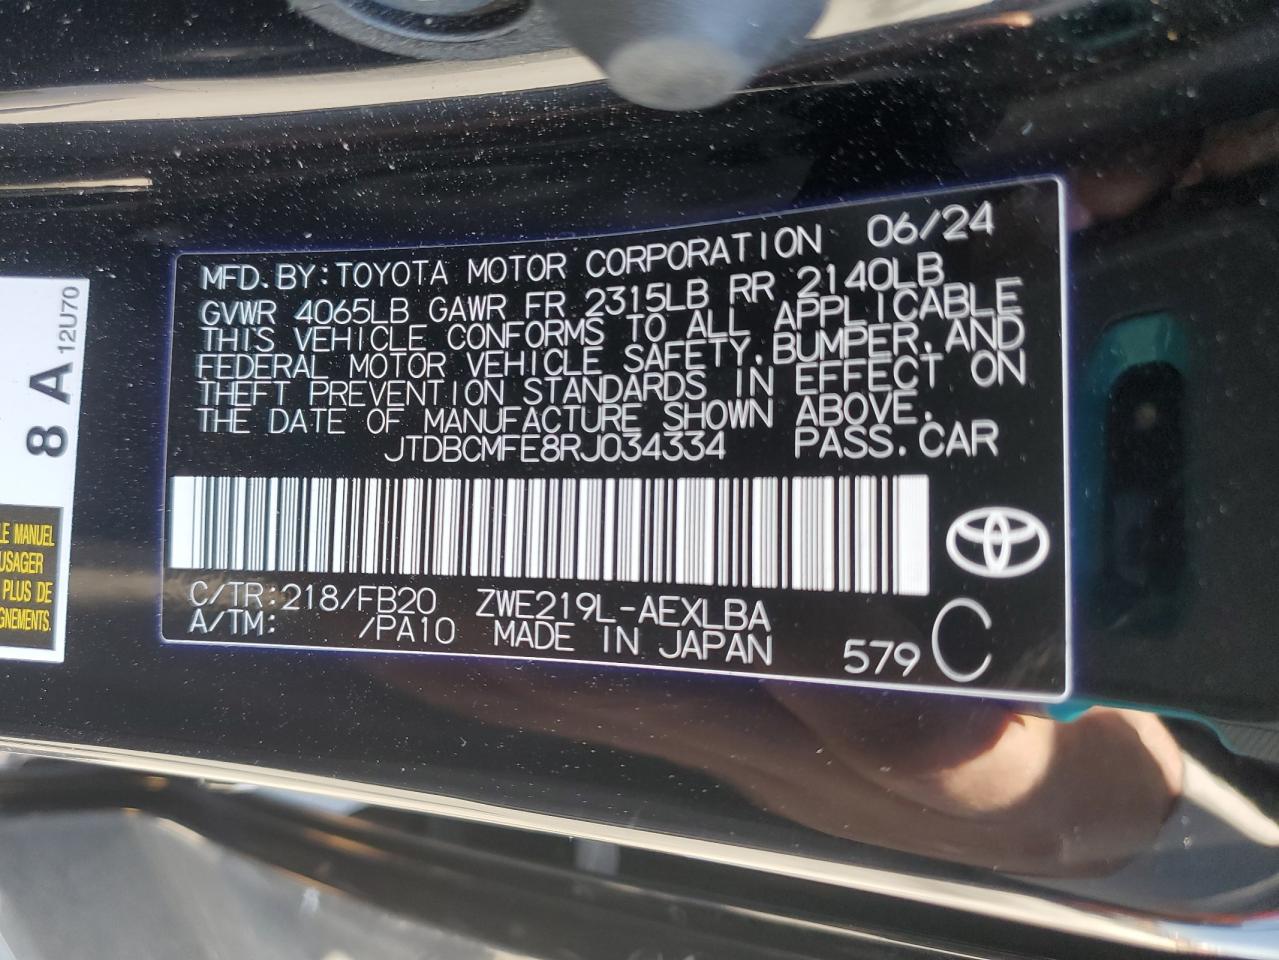 MFD.BY:TOYOTA MOTOR CORPORATION 06/24
GVWR 4065LB GAWR FR 2315LB RR 2140LB
THIS VEHICLE CONFORMS TO ALL APPLICABLE
FEDERAL MOTOR VEHICLE SAFETY,BUMPER,AND
THEFT PREVENTION STANDARDS IN EFFECT ON
THE DATE OF MANUFACTURE SHOWN ABOVE.
JTDBCMFE8RJ034334 PASS.CAR
C/TR:218/FB20 ZWE219L-AEXLBA
A/TM: /PA10 MADE IN JAPAN 579 C
8 A 12U70
LE MANUEL
USAGER
PLUS DE